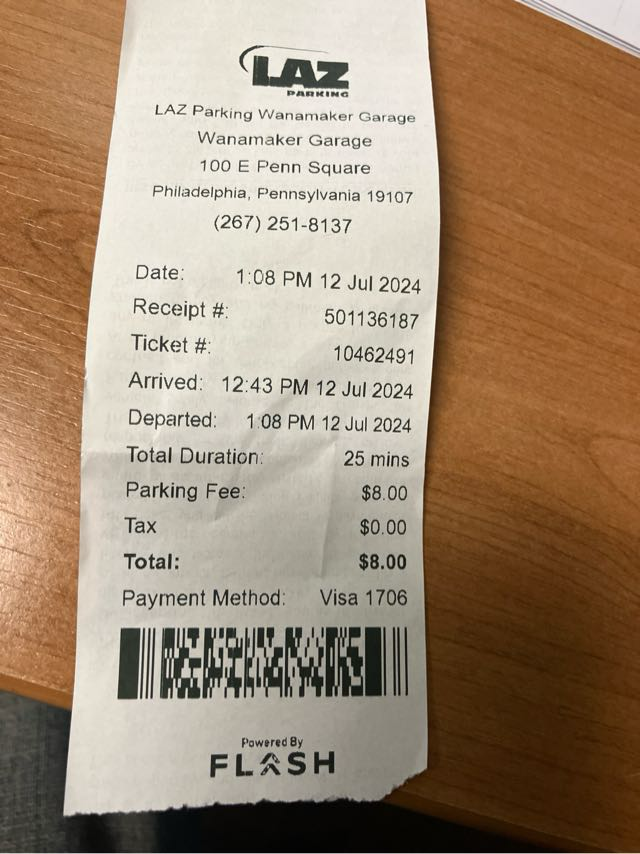 LAZ
PARKING
LAZ Parking Wanamaker Garage
Wanamaker Garage
100 E Penn Square
Philadelphia, Pennsylvania 19107
(267) 251-8137
Date: 1:08 PM 12 Jul 2024
Receipt #: 501136187
Ticket #: 10462491
Arrived: 12:43 PM 12 Jul 2024
Departed: 1:08 PM 12 Jul 2024
Total Duration: 25 mins
Parking Fee: $8.00
Tax $0.00
Total: $8.00
Payment Method: Visa 1706
Powered By
FLASH